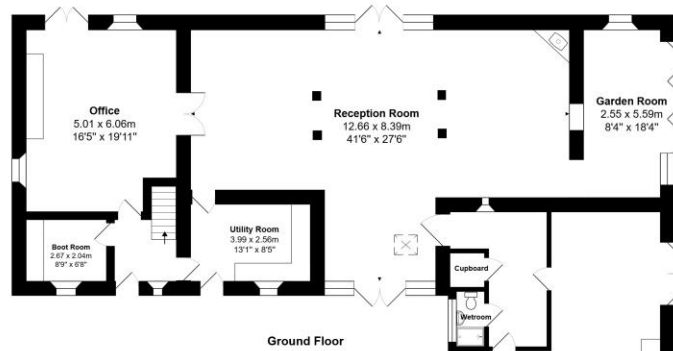 Office
5.01 x 6.06m
16'5" x 19'11"
Reception Room
12.66 x 8.39m
41'6" x 27'6"
Garden Room
2.55 x 5.59m
8'4" x 18'4"
Boot Room
2.67 x 2.04m
8'9" x 6'8"
Utility Room
3.99 x 2.56m
13'1" x 8'5"
Cupboard
Wetroom
Ground Floor